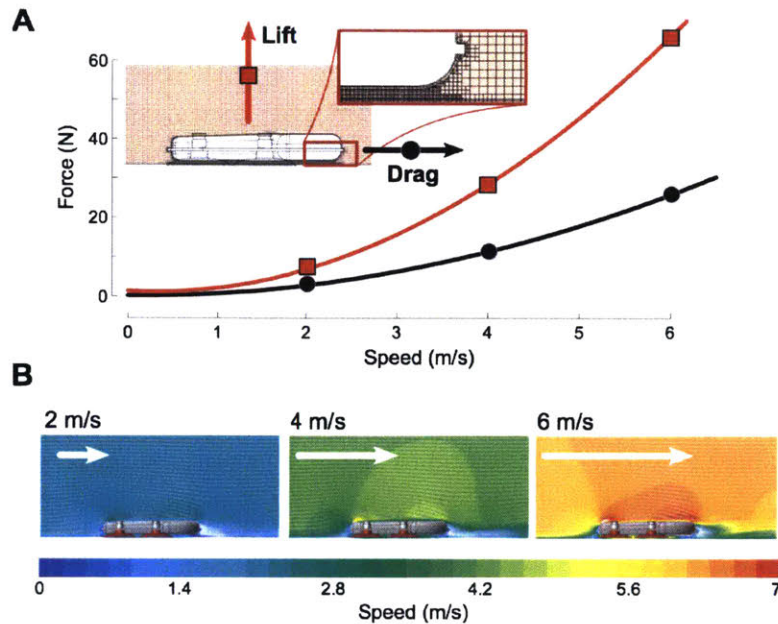 A
Lift
Drag
Force (N)
60
40
20
0
0 1 2 3 4 5 6
Speed (m/s)
B
2 m/s 4 m/s 6 m/s
0 1.4 2.8 4.2 5.6 7
Speed (m/s)